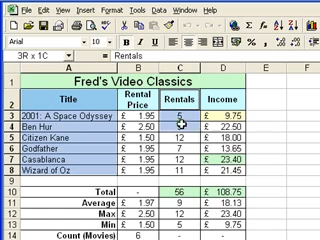 File Edit View Insert Format Tools Data Window Help
Arial 10 B I U
3R x 1C Rentals
A B C D E
1 Fred's Video Classics
2 Title Rental Price Rentals Income
3 2001: A Space Odyssey £ 1.95 5 £ 9.75
4 Ben Hur £ 2.50 £ 22.50
5 Citizen Kane £ 1.50 12 £ 18.00
6 Godfather £ 1.95 7 £ 13.65
7 Casablanca £ 1.95 12 £ 23.40
8 Wizard of Oz £ 1.95 11 £ 21.45
9
10 Total - 56 £ 108.75
11 Average £ 1.97 9 £ 18.13
12 Max £ 2.50 12 £ 23.40
13 Min £ 1.50 5 £ 9.75
14 Count (Movies) 6 - -